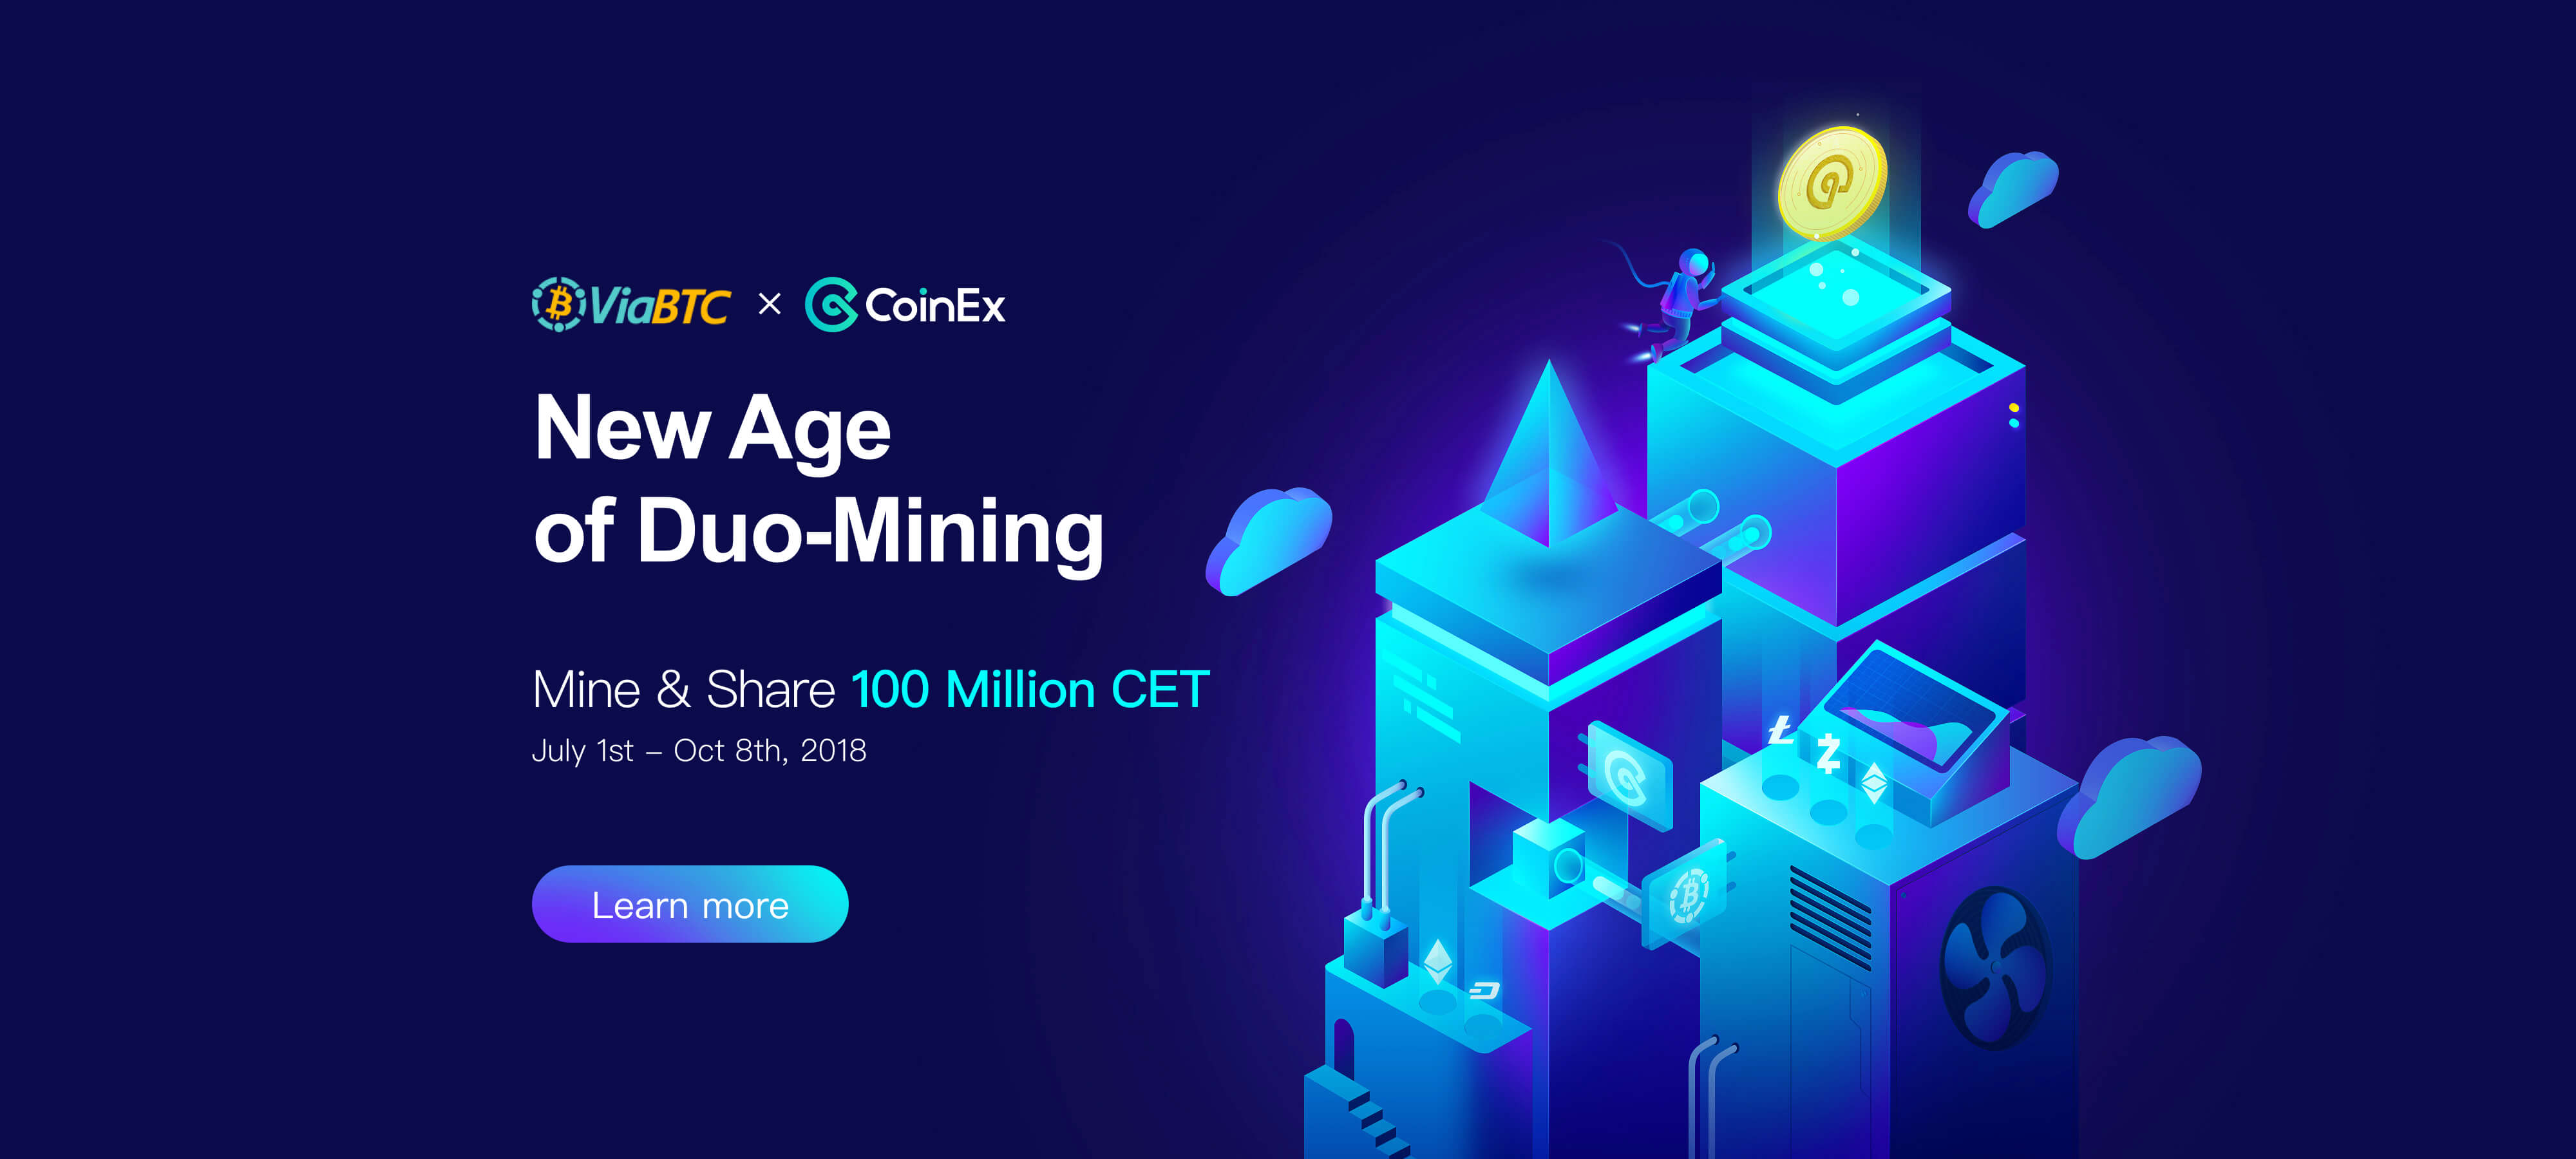 ViaBTC × CoinEx
New Age
of Duo-Mining
Mine & Share 100 Million CET
July 1st – Oct 8th, 2018
Learn more